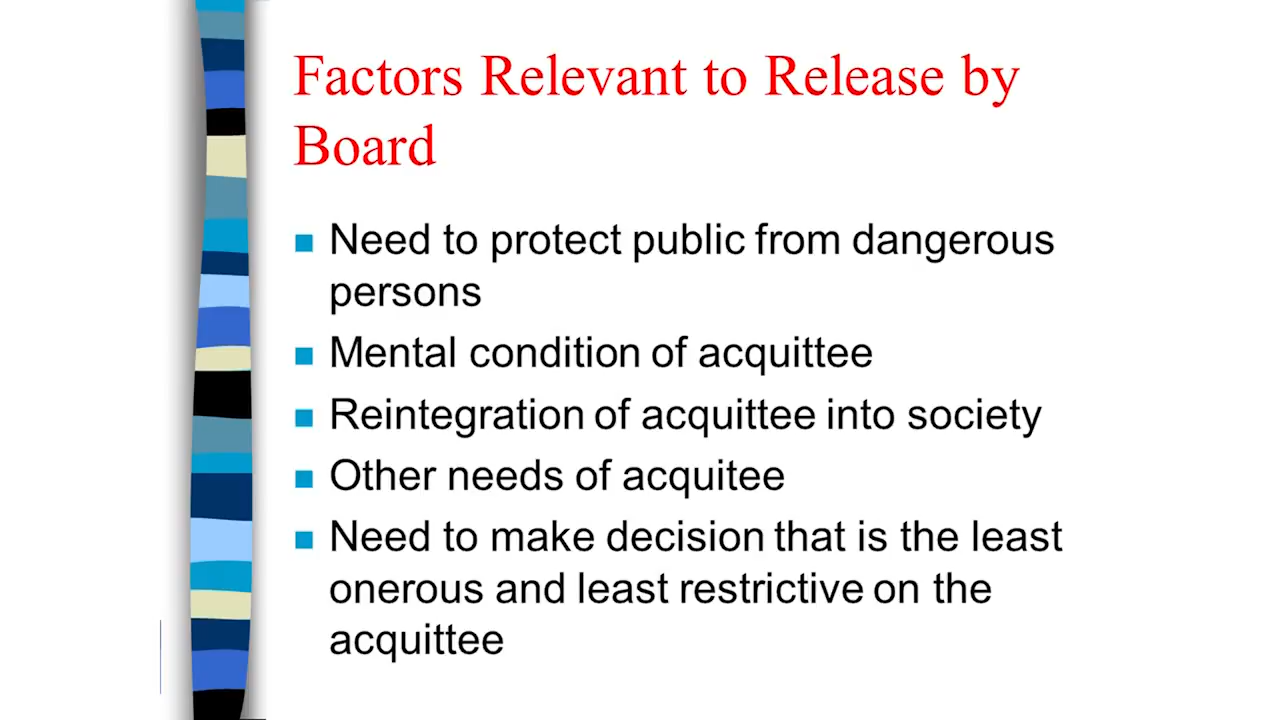 Factors Relevant to Release by
Board
Need to protect public from dangerous
persons
Mental condition of acquittee
Reintegration of acquittee into society
Other needs of acquitee
Need to make decision that is the least
onerous and least restrictive on the
acquittee